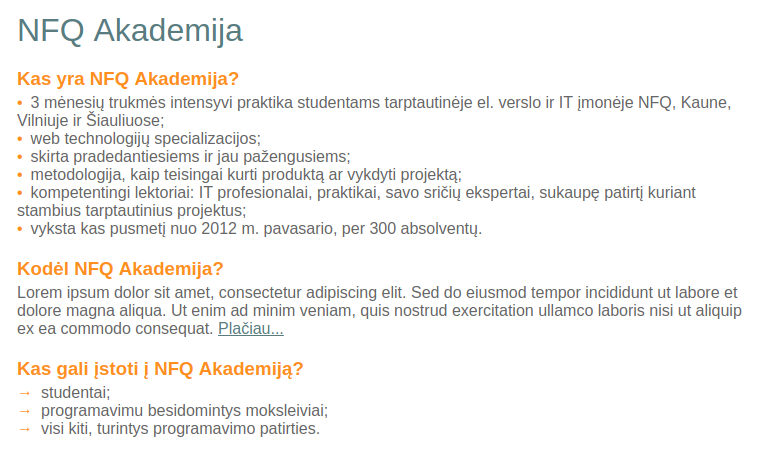 NFQ Akademija
Kas yra NFQ Akademija?
• 3 mėnesių trukmės intensyvi praktika studentams tarptautinėje el. verslo ir IT įmonėje NFQ, Kaune,
Vilniuje ir Šiauliuose;
• web technologijų specializacijos;
• skirta pradedantiesiems ir jau pažengusiems;
• metodologija, kaip teisingai kurti produktą ar vykdyti projektą;
• kompetentingi lektoriai: IT profesionalai, praktikai, savo sričių ekspertai, sukaupę patirtį kuriant
stambius tarptautinius projektus;
• vyksta kas pusmetį nuo 2012 m. pavasario, per 300 absolventų.
Kodėl NFQ Akademija?
Lorem ipsum dolor sit amet, consectetur adipiscing elit. Sed do eiusmod tempor incididunt ut labore et
dolore magna aliqua. Ut enim ad minim veniam, quis nostrud exercitation ullamco laboris nisi ut aliquip
ex ea commodo consequat. Plačiau...
Kas gali įstoti į NFQ Akademiją?
→ studentai;
→ programavimu besidomintys moksleiviai;
→ visi kiti, turintys programavimo patirties.